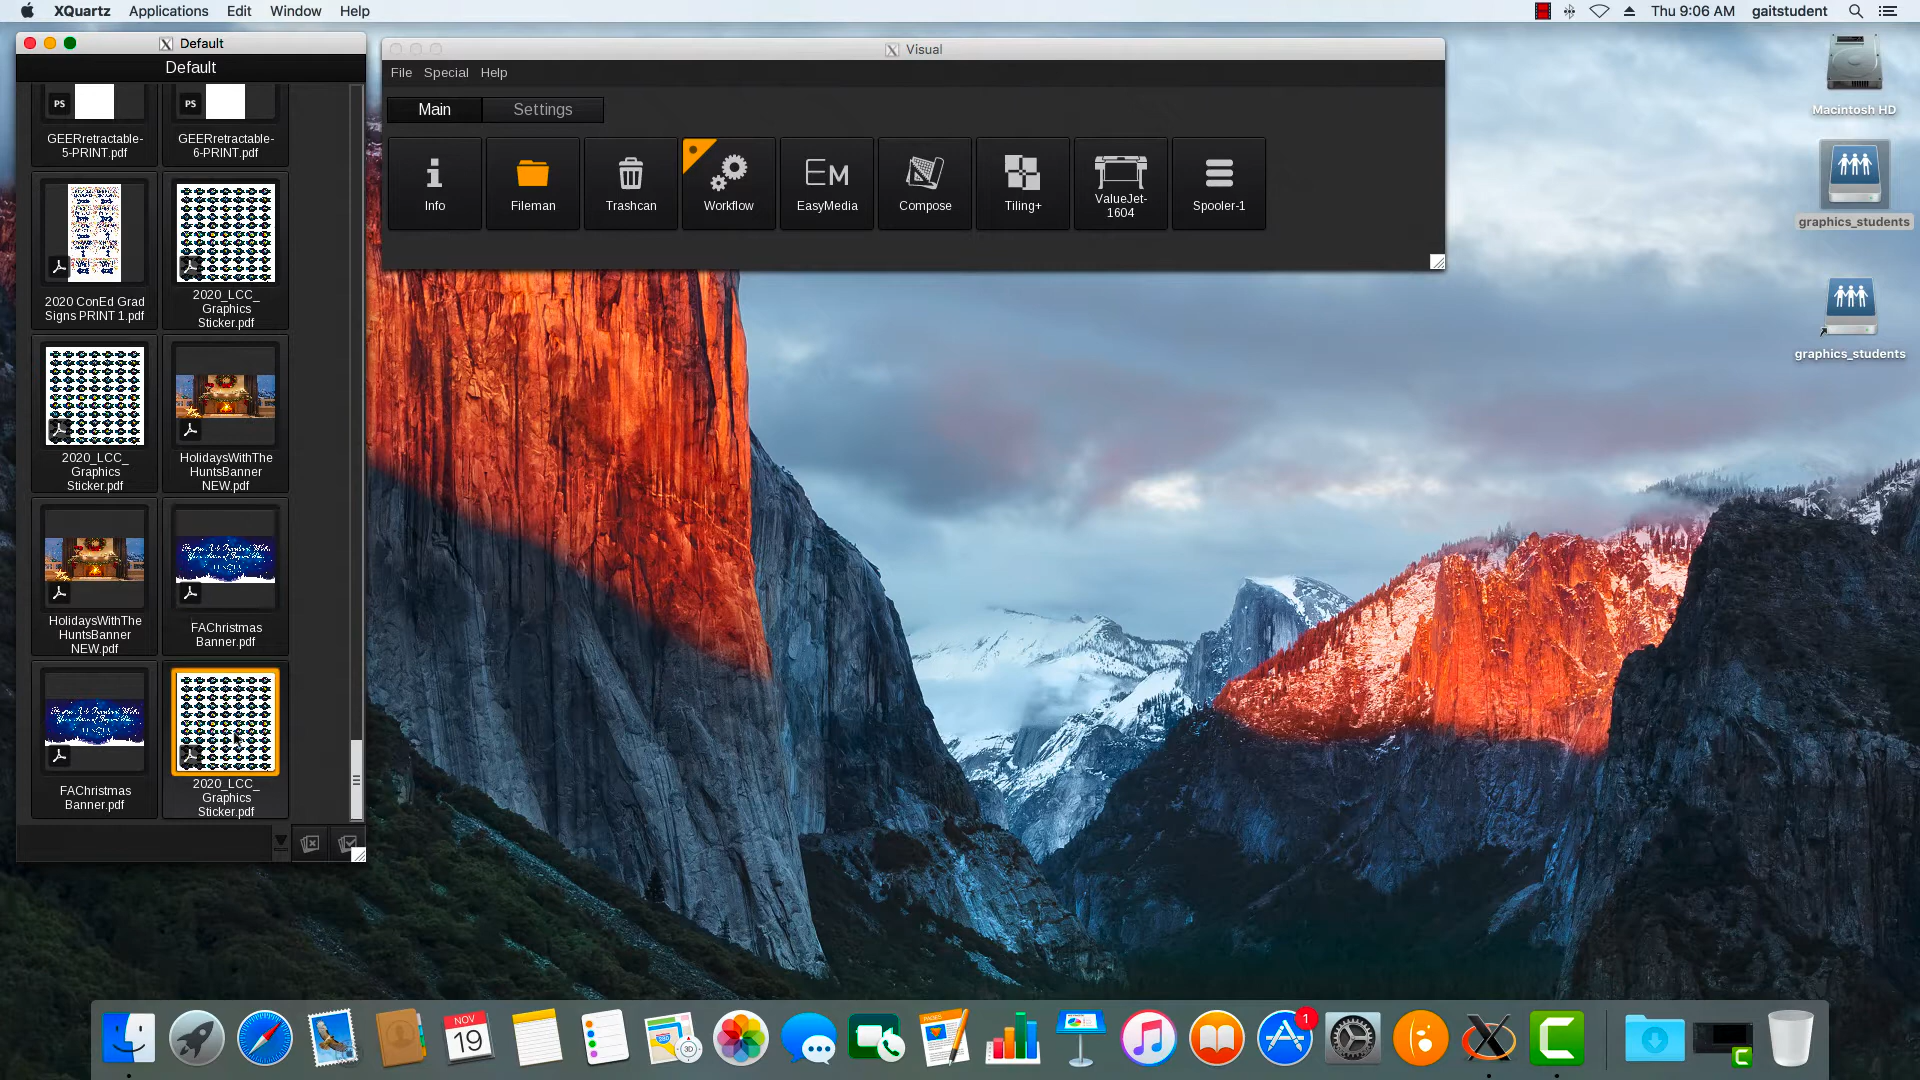 XQuartz Applications Edit Window Help
Thu 9:06 AM gaitstudent
Default
Default
PS
PS
GEERretractable-
5-PRINT.pdf
GEERretractable-
6-PRINT.pdf
2020 ConEd Grad
Signs PRINT 1.pdf
2020_LCC_
Graphics
Sticker.pdf
2020_LCC_
Graphics
Sticker.pdf
HolidaysWithThe
HuntsBanner
NEW.pdf
HolidaysWithThe
HuntsBanner
NEW.pdf
FAChristmas
Banner.pdf
FAChristmas
Banner.pdf
2020_LCC_
Graphics
Sticker.pdf
Visual
File Special Help
Main Settings
Info
Fileman
Trashcan
Workflow
EM
EasyMedia
Compose
Tiling+
ValueJet-
1604
Spooler-1
Macintosh HD
graphics_students
graphics_students
NOV
19
PAGES
3D
1